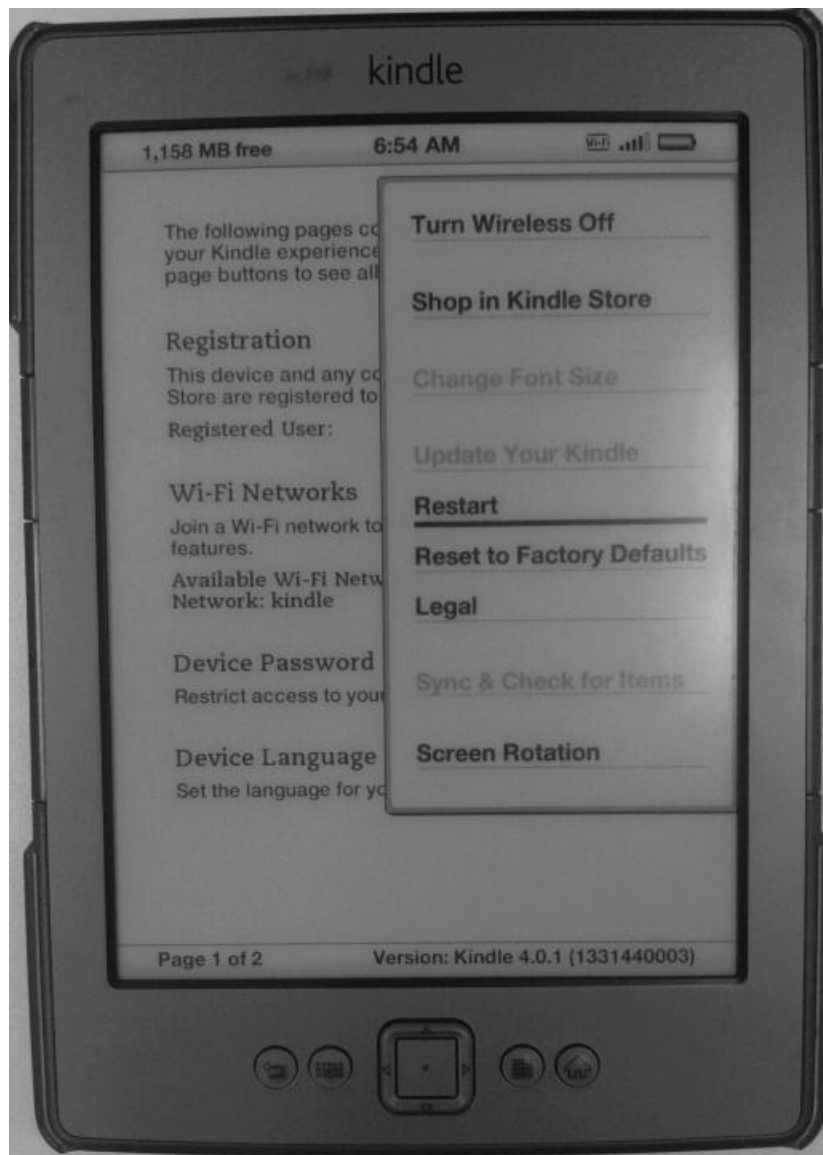 kindle
1,158 MB free 6:54 AM Wi-Fi
The following pages co
your Kindle experience
page buttons to see all
Registration
This device and any co
Store are registered to
Registered User:
Wi-Fi Networks
Join a Wi-Fi network to
features.
Available Wi-Fi Netw
Network: kindle
Device Password
Restrict access to your
Device Language
Set the language for yo
Turn Wireless Off
Shop in Kindle Store
Change Font Size
Update Your Kindle
Restart
Reset to Factory Defaults
Legal
Sync & Check for Items
Screen Rotation
Page 1 of 2 Version: Kindle 4.0.1 (1331440003)